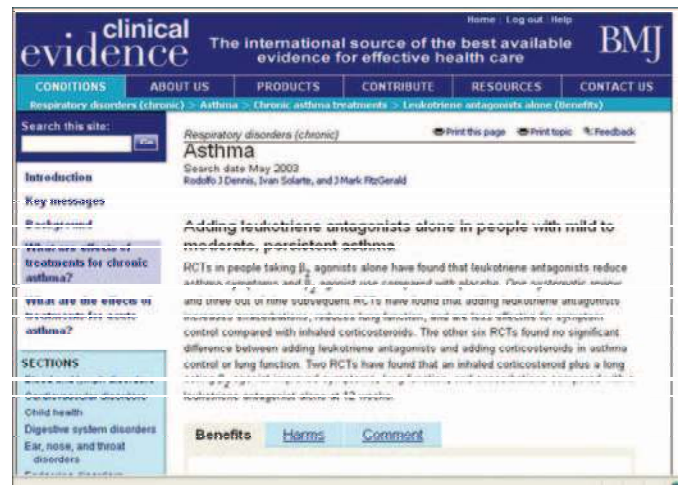 Home Log out Help
clinical
evidence
The international source of the best available
evidence for effective health care
BMJ
CONDITIONS ABOUT US PRODUCTS CONTRIBUTE RESOURCES CONTACT US
Respiratory disorders (chronic) > Asthma > Chronic asthma treatments > Leukotriene antagonists alone (Benefits)
Search this site:
Go
Introduction
Key messages
Background
What are effects of
treatments for chronic
asthma?
What are the effects of
treatments for acute
asthma?
SECTIONS
Cardiovascular disorders
Child health
Digestive system disorders
Ear, nose, and throat
disorders
Respiratory disorders (chronic)
Print this page Print topic Feedback
Asthma
Search date May 2003
Rodolfo J Dennis, Ivan Solarte, and J Mark FitzGerald
Adding leukotriene antagonists alone in people with mild to
moderate, persistent asthma
RCTs in people taking β2 agonists alone have found that leukotriene antagonists reduce
asthma symptoms and β2 agonist use compared with placebo. One systematic review
and three out of nine subsequent RCTs have found that adding leukotriene antagonists
increases exacerbations, reduces lung function, and are less effective for symptom
control compared with inhaled corticosteroids. The other six RCTs found no significant
difference between adding leukotriene antagonists and adding corticosteroids in asthma
control or lung function. Two RCTs have found that an inhaled corticosteroid plus a long
leukotriene antagonist alone at 12 weeks.
Benefits Harms Comment